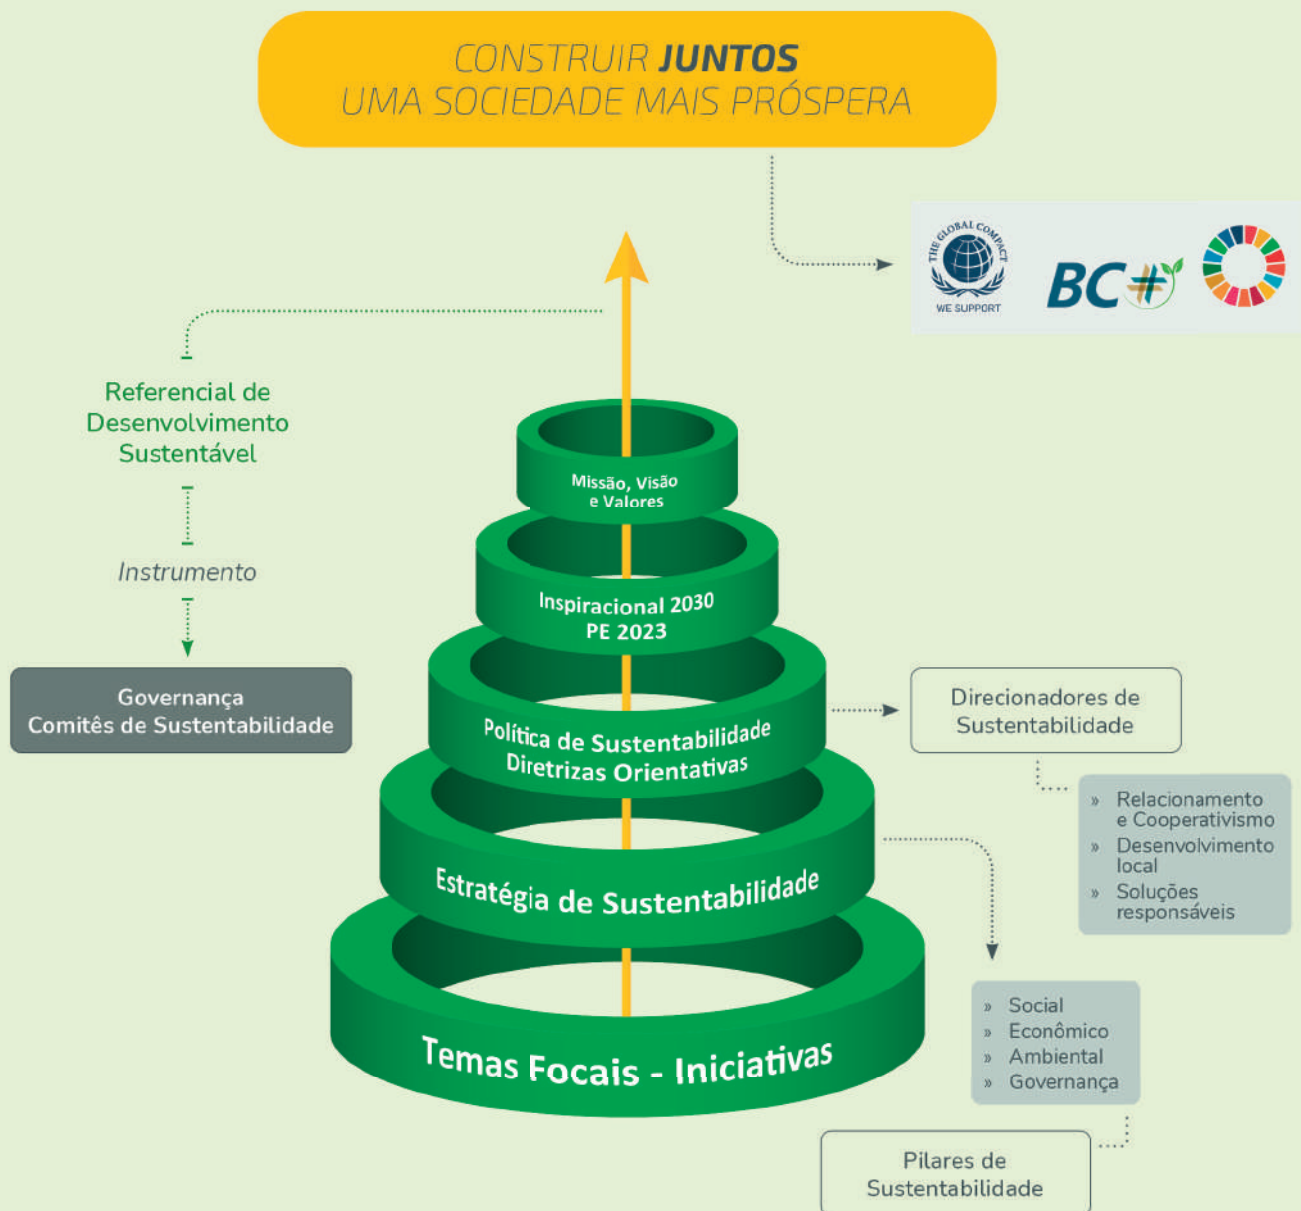 CONSTRUIR JUNTOS
UMA SOCIEDADE MAIS PRÓSPERA
THE GLOBAL COMPACT
WE SUPPORT
BC#
Referencial de
Desenvolvimento
Sustentável
Instrumento
Governança
Comitês de Sustentabilidade
Missão, Visão
e Valores
Inspiracional 2030
PE 2023
Política de Sustentabilidade
Diretrizas Orientativas
Estratégia de Sustentabilidade
Temas Focais - Iniciativas
Direcionadores de
Sustentabilidade
» Relacionamento
e Cooperativismo
» Desenvolvimento
local
» Soluções
responsáveis
» Social
» Econômico
» Ambiental
» Governança
Pilares de
Sustentabilidade